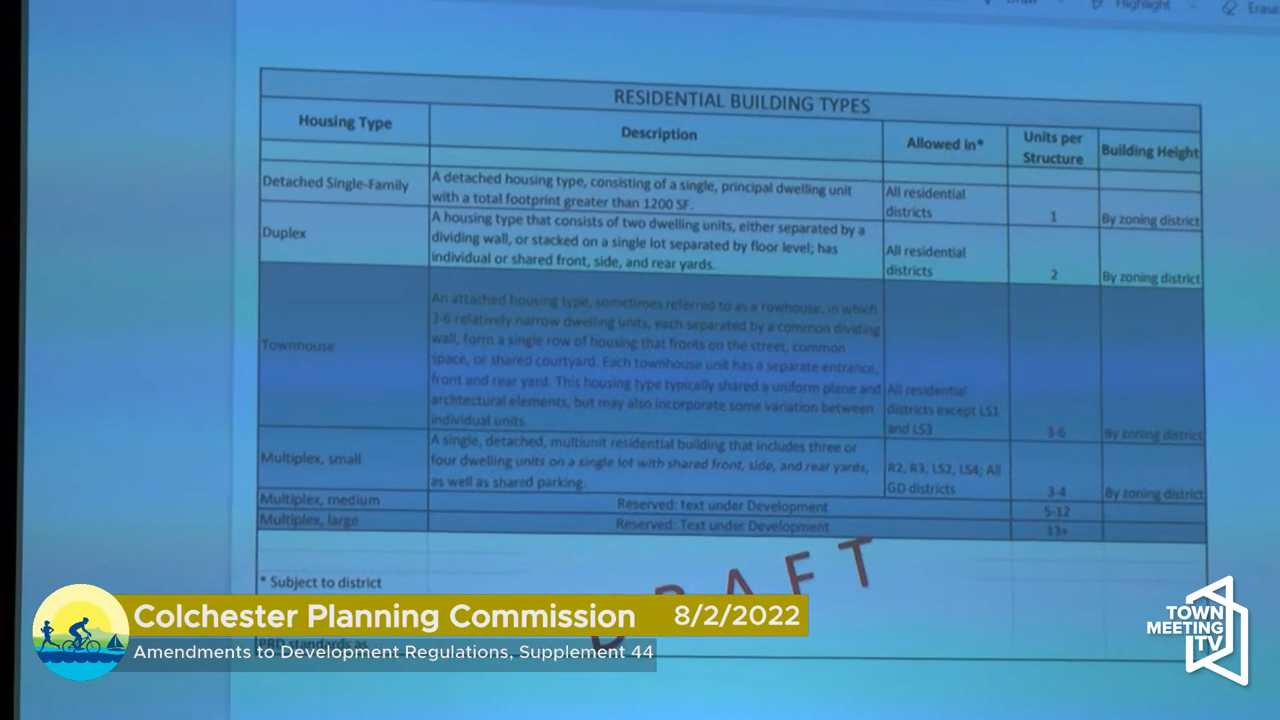 Draw
Highlight
Erase
RESIDENTIAL BUILDING TYPES
Housing Type
Description
Allowed in*
Units per
Structure
Building Height
Detached Single-Family
A detached housing type, consisting of a single, principal dwelling unit
with a total footprint greater than 1200 SF.
All residential
districts
1
By zoning district
Duplex
A housing type that consists of two dwelling units, either separated by a
dividing wall, or stacked on a single lot separated by floor level; has
individual or shared front, side, and rear yards.
All residential
districts
2
By zoning district
Townhouse
An attached housing type, sometimes referred to as a rowhouse, in which
3-6 relatively narrow dwelling units, each separated by a common dividing
wall, form a single row of housing that fronts on the street, common
space, or shared courtyard. Each townhouse unit has a separate entrance,
front and rear yard. This housing type typically shared a uniform plane and
archtectural elements, but may also incorporate some variation between
individual units.
All residential
districts except LS1
and LS3
3-6
By zoning district
Multiplex, small
A single, detached, multiunit residential building that includes three or
four dwelling units on a single lot with shared front, side, and rear yards,
as well as shared parking.
R2, R3, LS2, LS4; All
GD districts
3-4
By zoning district
Multiplex, medium
Reserved: text under Development
5-12
Multiplex, large
Reserved: Text under Development
13+
* Subject to district
DRAFT
PRD standards as
Colchester Planning Commission 8/2/2022
Amendments to Development Regulations, Supplement 44
TOWN
MEETING
TV